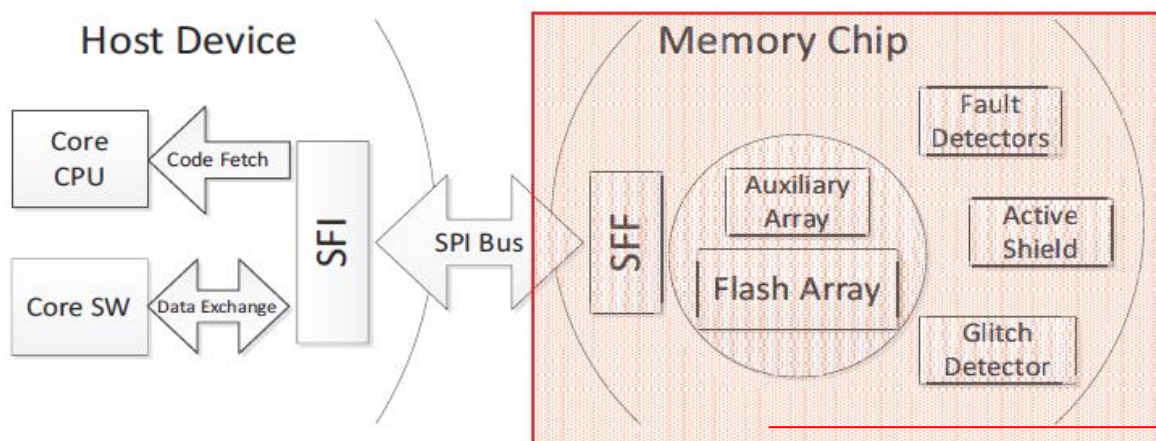 Host Device
Memory Chip
Core
CPU
Code Fetch
Core SW
Data Exchange
SFI
SPI Bus
SFF
Auxiliary
Array
Flash Array
Fault
Detectors
Active
Shield
Glitch
Detector